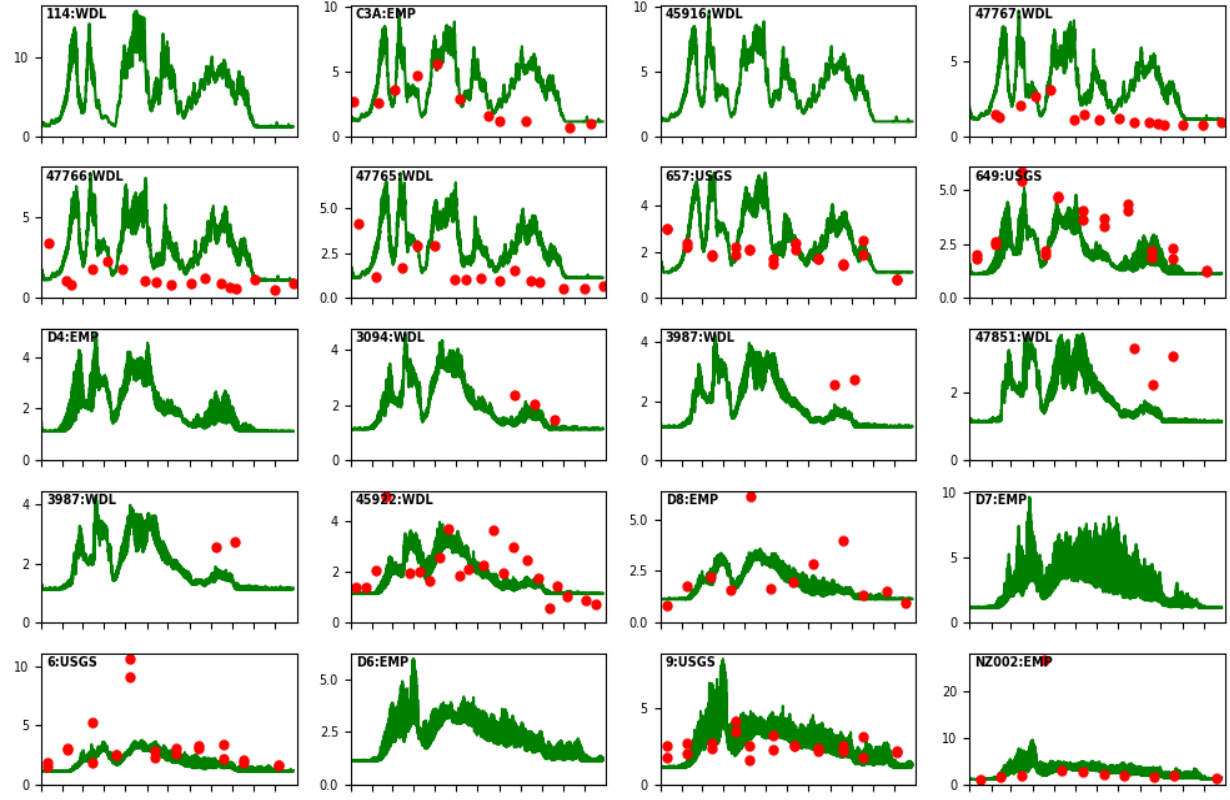 114:WDL
10
0
C3A:EMP
10
5
0
45916:WDL
10
5
0
47767:WDL
5
0
47766:WDL
5
0
47765:WDL
5.0
2.5
0.0
657:USGS
4
2
0
649:USGS
5.0
2.5
0.0
D4:EMP
4
2
0
3094:WDL
4
2
0
3987:WDL
4
2
0
47851:WDL
2
0
3987:WDL
4
2
0
45922:WDL
4
2
0
D8:EMP
5.0
2.5
0.0
D7:EMP
10
5
0
6:USGS
10
5
0
D6:EMP
5.0
2.5
0.0
9:USGS
5
0
NZ002:EMP
20
10
0